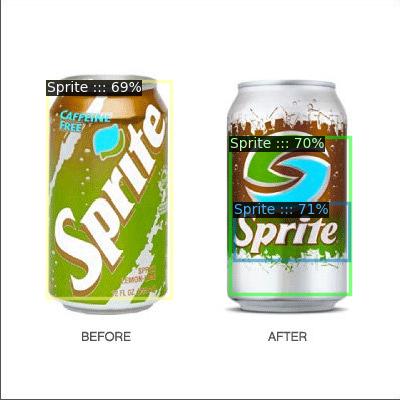 Sprite ::: 69%
CAFFEINE
FREE
Sprite
Sprite ::: 70%
Sprite ::: 71%
Sprite
BEFORE
AFTER